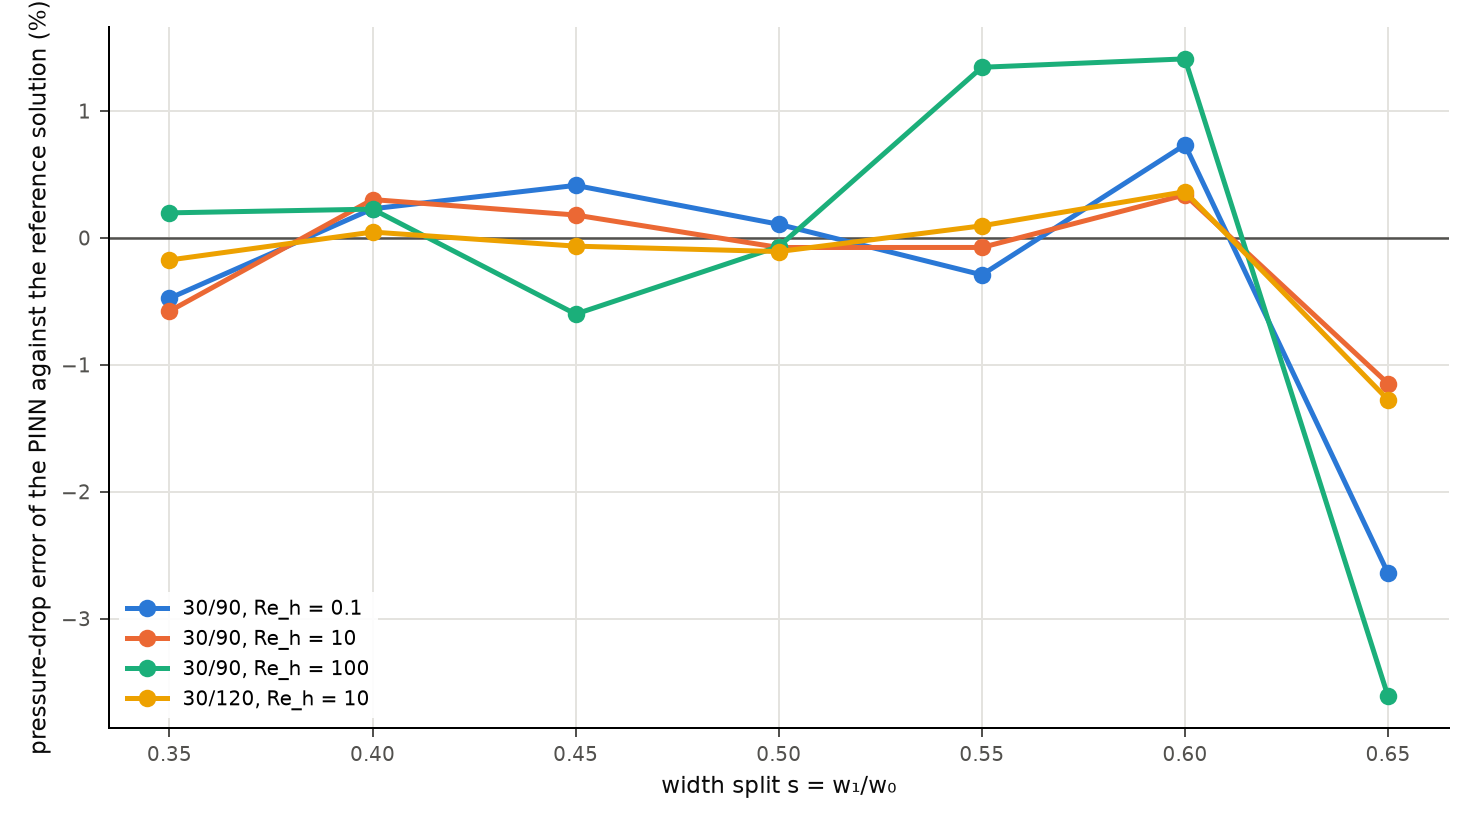 pressure-drop error of the PINN against the reference solution (%)
1
0
−1
−2
−3
30/90, Re_h = 0.1
30/90, Re_h = 10
30/90, Re_h = 100
30/120, Re_h = 10
0.35 0.40 0.45 0.50 0.55 0.60 0.65
width split s = w₁/w₀